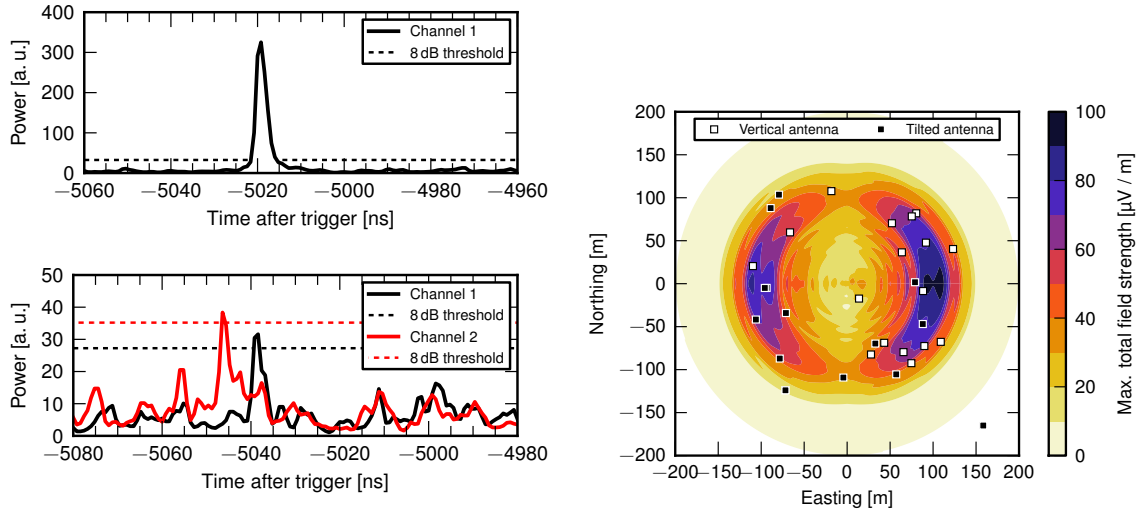 400
300
200
100
0
Power [a. u.]
Channel 1
8 dB threshold
−5060 −5040 −5020 −5000 −4980 −4960
Time after trigger [ns]
50
40
30
20
10
0
Power [a. u.]
Channel 1
8 dB threshold
Channel 2
8 dB threshold
−5080 −5060 −5040 −5020 −5000 −4980
Time after trigger [ns]
200
150
100
50
0
−50
−100
−150
−200
Northing [m]
Vertical antenna Tilted antenna
−200 −150 −100 −50 0 50 100 150 200
Easting [m]
100
80
60
40
20
0
Max. total field strength [µV / m]